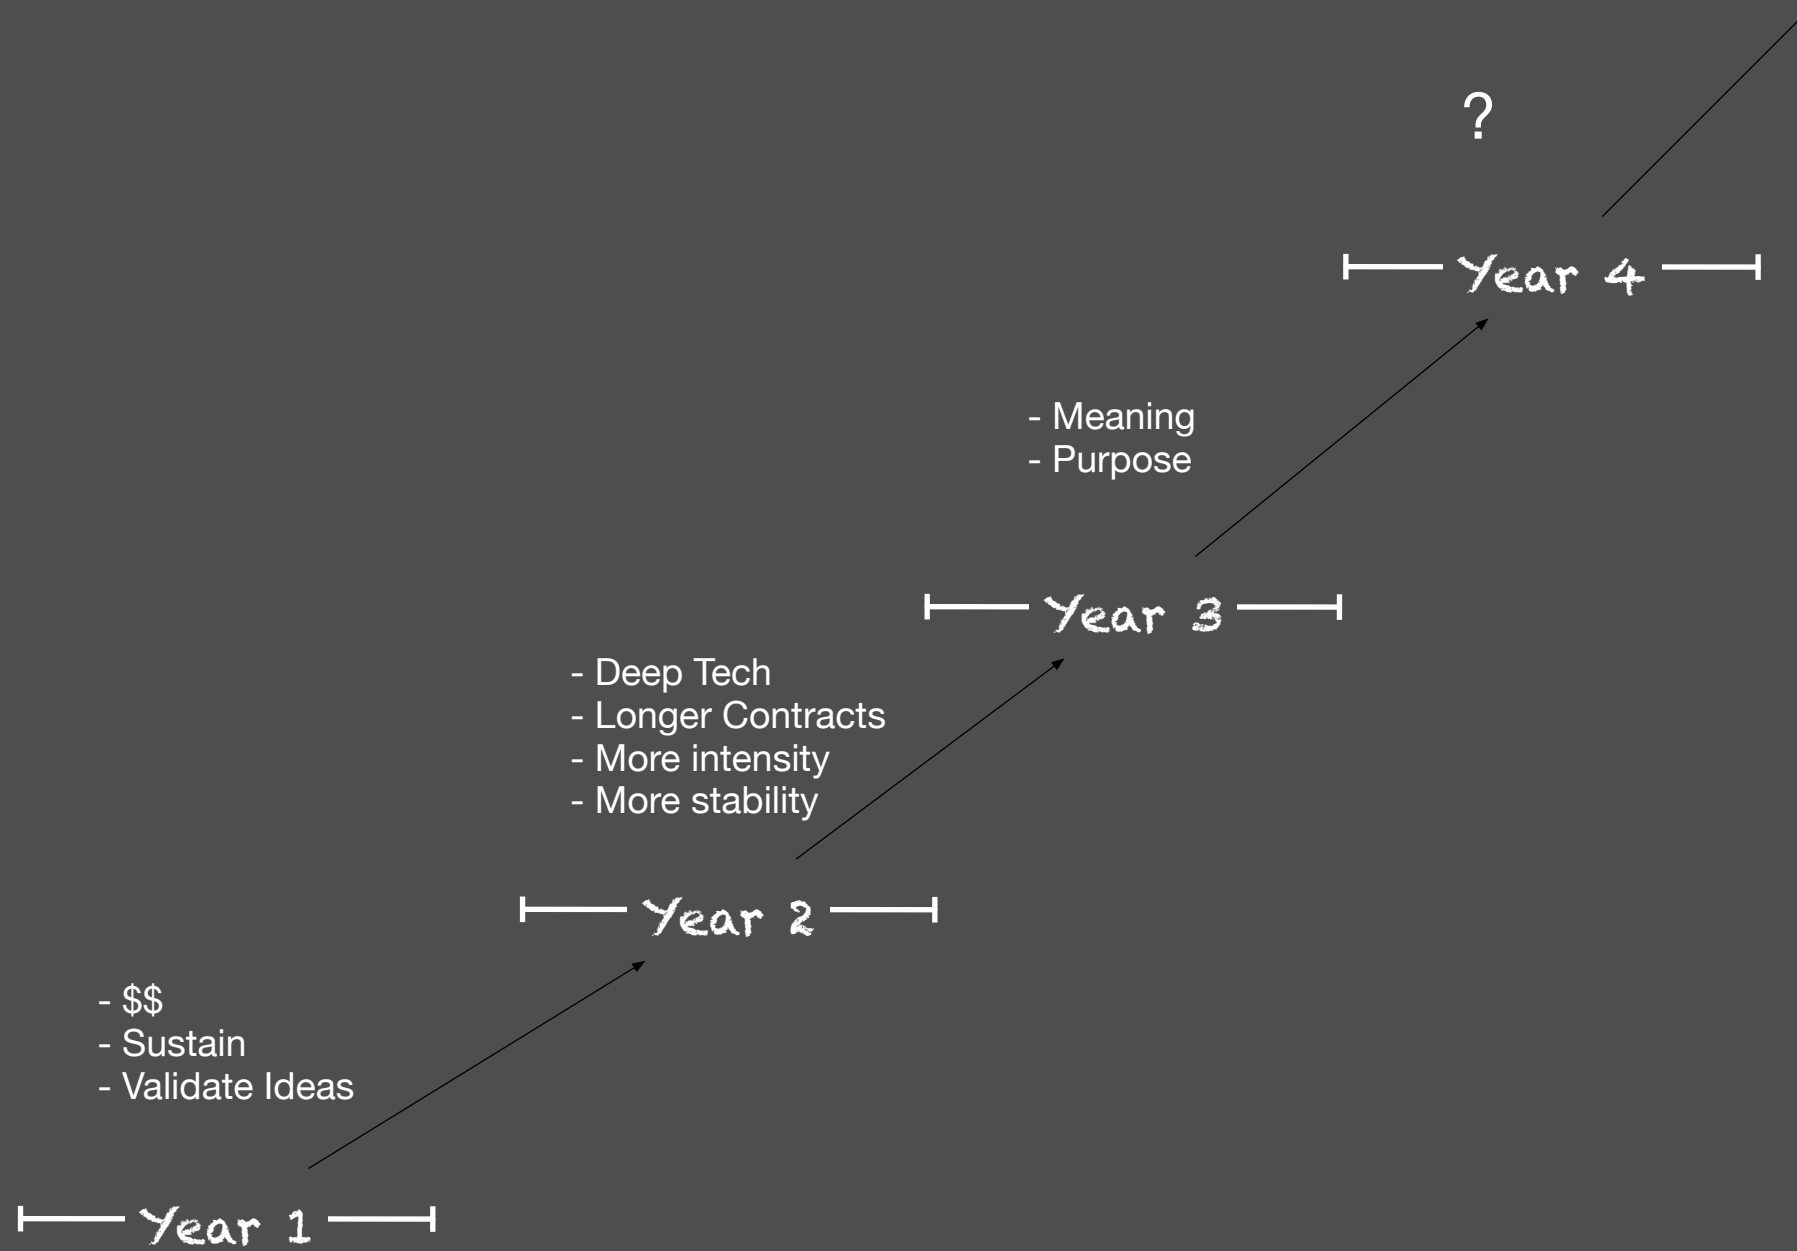 ?
Year 4
- Meaning
- Purpose
Year 3
- Deep Tech
- Longer Contracts
- More intensity
- More stability
Year 2
- $$
- Sustain
- Validate Ideas
Year 1